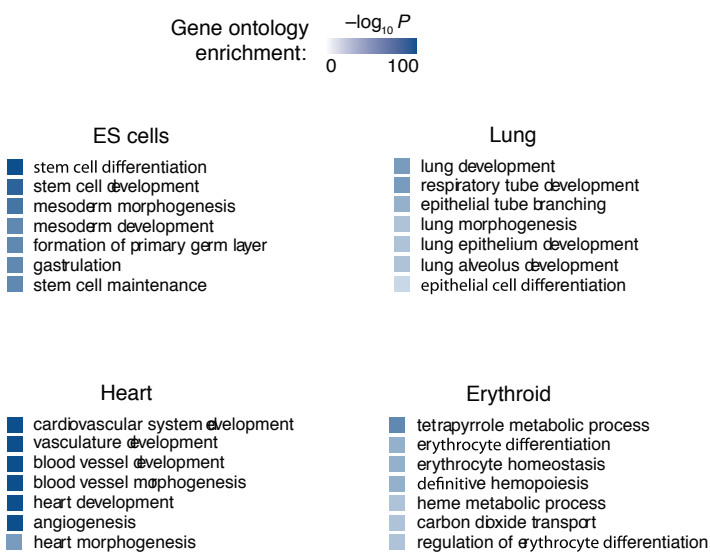 Gene ontology enrichment:
–log10 P
0 100
ES cells
stem cell differentiation
stem cell development
mesoderm morphogenesis
mesoderm development
formation of primary germ layer
gastrulation
stem cell maintenance
Lung
lung development
respiratory tube development
epithelial tube branching
lung morphogenesis
lung epithelium development
lung alveolus development
epithelial cell differentiation
Heart
cardiovascular system development
vasculature development
blood vessel development
blood vessel morphogenesis
heart development
angiogenesis
heart morphogenesis
Erythroid
tetrapyrrole metabolic process
erythrocyte differentiation
erythrocyte homeostasis
definitive hemopoiesis
heme metabolic process
carbon dioxide transport
regulation of erythrocyte differentiation